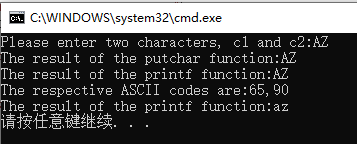 C:\WINDOWS\system32\cmd.exe
Please enter two characters, c1 and c2:AZ
The result of the putchar function:AZ
The result of the printf function:AZ
The respective ASCII codes are:65,90
The result of the printf function:az
请按任意键继续. . .